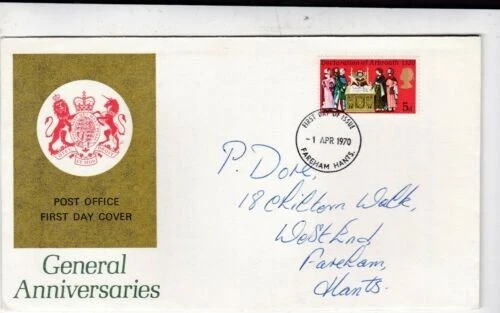 Declaration of Arbroath 1320
5d
FIRST DAY OF ISSUE
- 1 APR 1970
FAREHAM HANTS.
P. Dore,
18 Chiltern Walk,
West End,
Fareham,
Hants.
POST OFFICE
FIRST DAY COVER
General
Anniversaries